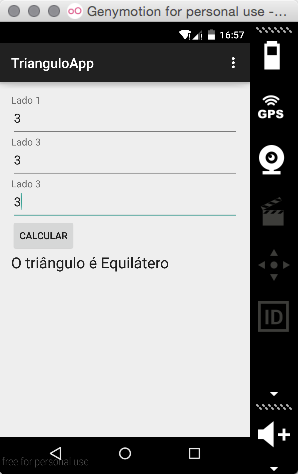 Genymotion for personal use -...
16:57
TrianguloApp
GPS
Lado 1
3
Lado 3
3
Lado 3
3
CALCULAR
O triângulo é Equilátero
ID
free for personal use